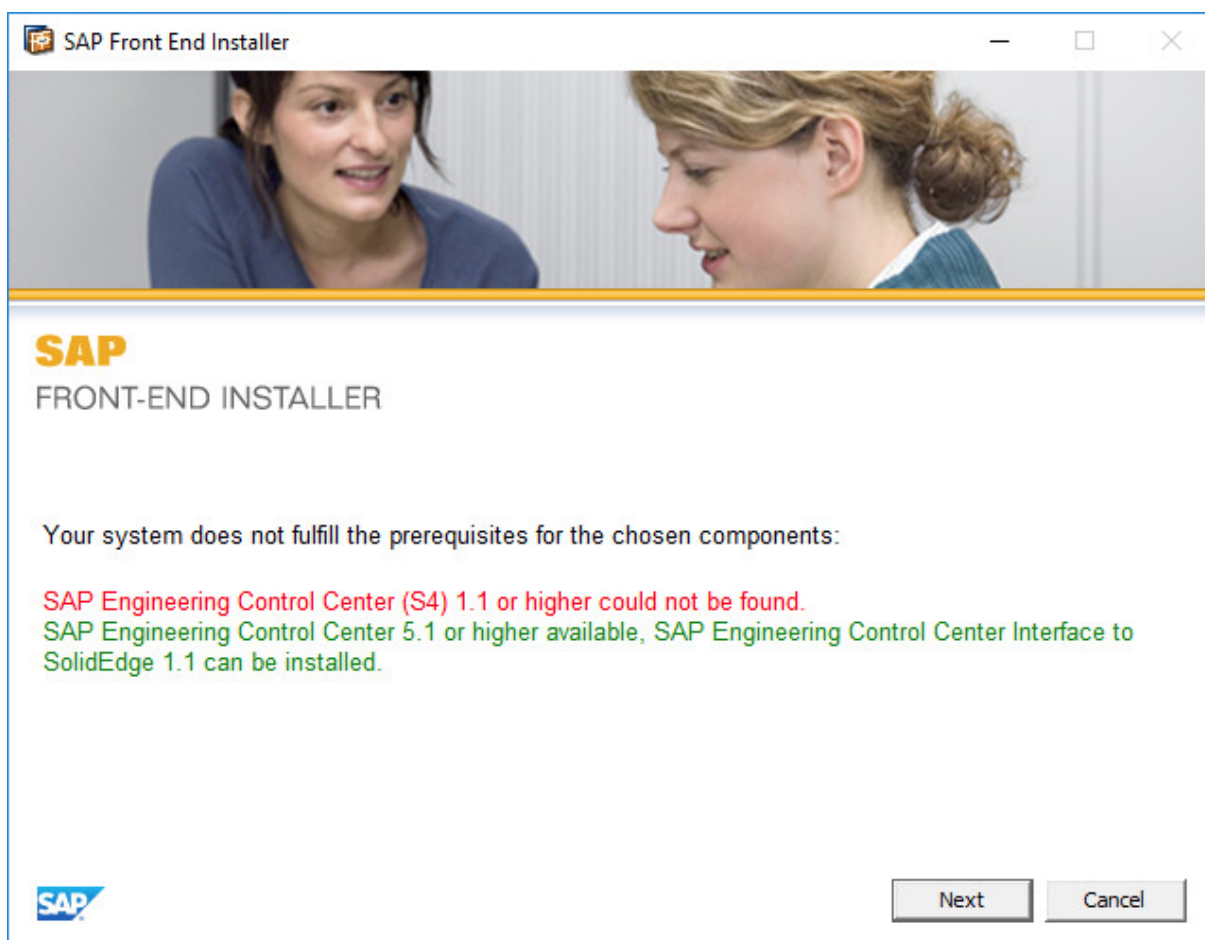 SAP Front End Installer
SAP
FRONT-END INSTALLER
Your system does not fulfill the prerequisites for the chosen components:
SAP Engineering Control Center (S4) 1.1 or higher could not be found.
SAP Engineering Control Center 5.1 or higher available, SAP Engineering Control Center Interface to
SolidEdge 1.1 can be installed.
SAP
Next
Cancel